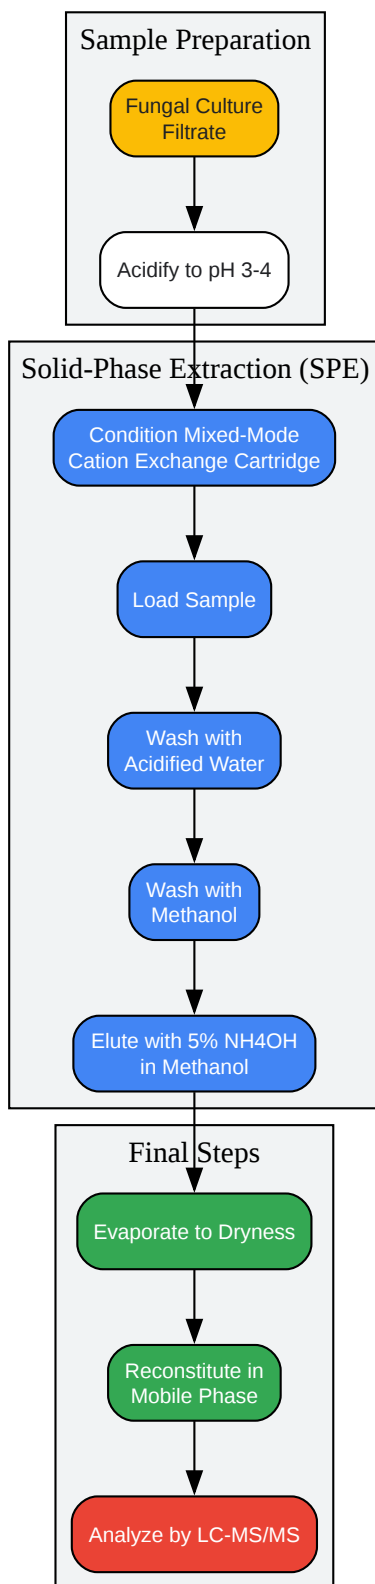 Sample Preparation
Fungal Culture
Filtrate
Acidify to pH 3-4
Solid-Phase Extraction (SPE)
Condition Mixed-Mode
Cation Exchange Cartridge
Load Sample
Wash with
Acidified Water
Wash with
Methanol
Elute with 5% NH4OH
in Methanol
Final Steps
Evaporate to Dryness
Reconstitute in
Mobile Phase
Analyze by LC-MS/MS